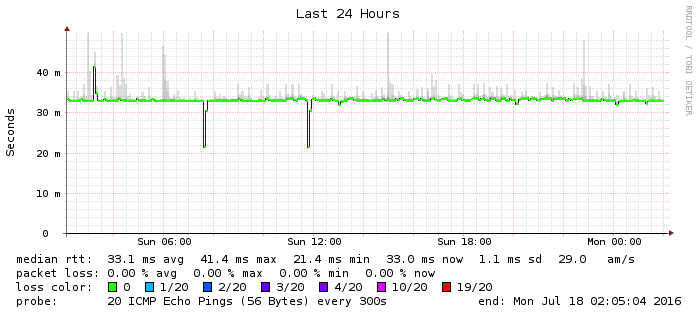 Last 24 Hours
RRDTOOL / TOBI OETIKER
Seconds
40 m
30 m
20 m
10 m
0
Sun 06:00 Sun 12:00 Sun 18:00 Mon 00:00
median rtt: 33.1 ms avg 41.4 ms max 21.4 ms min 33.0 ms now 1.1 ms sd 29.0 am/s
packet loss: 0.00 % avg 0.00 % max 0.00 % min 0.00 % now
loss color: 0 1/20 2/20 3/20 4/20 10/20 19/20
probe: 20 ICMP Echo Pings (56 Bytes) every 300s end: Mon Jul 18 02:05:04 2016